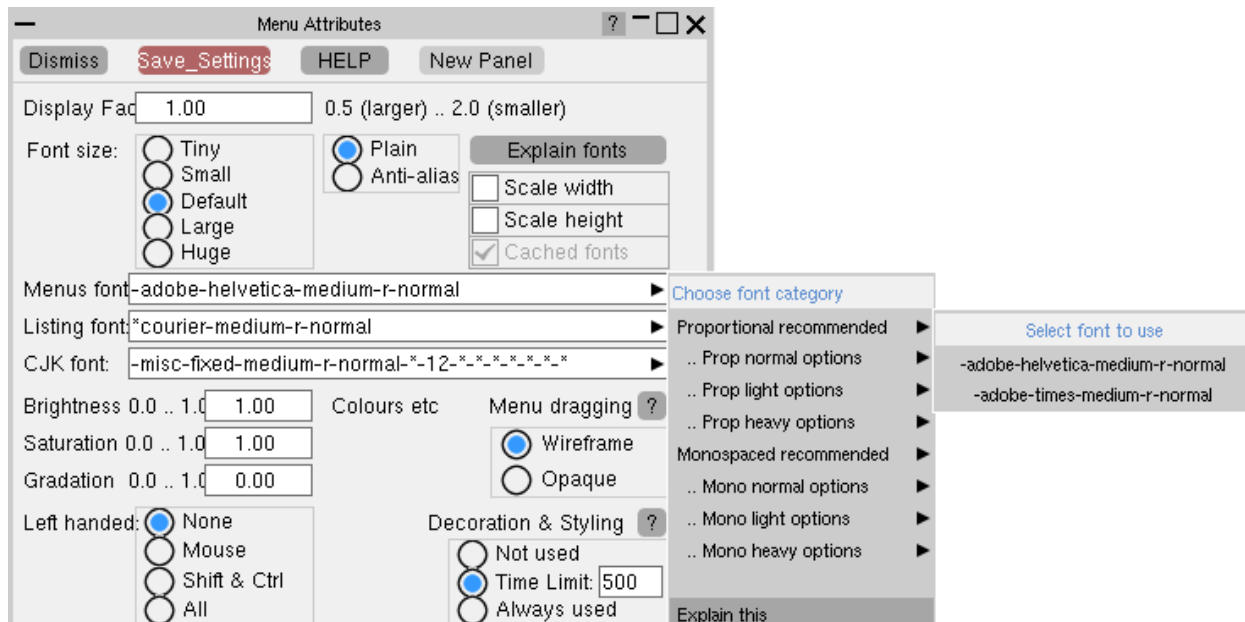 Menu Attributes ?
Dismiss Save_Settings HELP New Panel
Display Fac 1.00 0.5 (larger) .. 2.0 (smaller)
Font size: Tiny Plain Explain fonts
Small Anti-alias Scale width
Default
Large Scale height
Huge Cached fonts
Menus font -adobe-helvetica-medium-r-normal Choose font category
Listing font: *courier-medium-r-normal Proportional recommended Select font to use
CJK font: -misc-fixed-medium-r-normal-*-12-*-*-*-*-*-*-* .. Prop normal options -adobe-helvetica-medium-r-normal
.. Prop light options -adobe-times-medium-r-normal
Brightness 0.0 .. 1.0 1.00 Colours etc Menu dragging ? .. Prop heavy options
Saturation 0.0 .. 1.0 1.00 Wireframe Monospaced recommended
Gradation 0.0 .. 1.0 0.00 Opaque .. Mono normal options
Left handed: None Decoration & Styling ? .. Mono light options
Mouse Not used .. Mono heavy options
Shift & Ctrl Time Limit: 500
All Always used Explain this